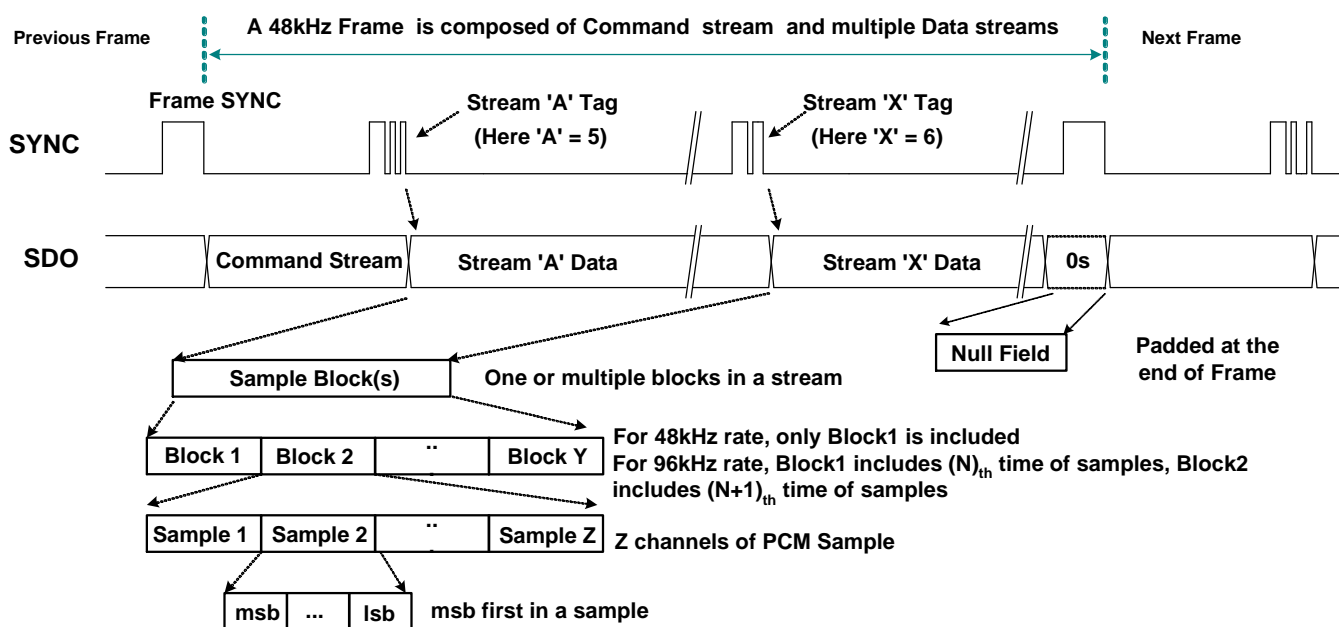 A 48kHz Frame is composed of Command stream and multiple Data streams
Previous Frame
Next Frame
Frame SYNC
Stream 'A' Tag
(Here 'A' = 5)
Stream 'X' Tag
(Here 'X' = 6)
SYNC
SDO
Command Stream
Stream 'A' Data
Stream 'X' Data
0s
Null Field
Padded at the
end of Frame
Sample Block(s)
One or multiple blocks in a stream
Block 1
Block 2
...
Block Y
For 48kHz rate, only Block1 is included
For 96kHz rate, Block1 includes (N)th time of samples, Block2
includes (N+1)th time of samples
Sample 1
Sample 2
...
Sample Z
Z channels of PCM Sample
msb
...
lsb
msb first in a sample